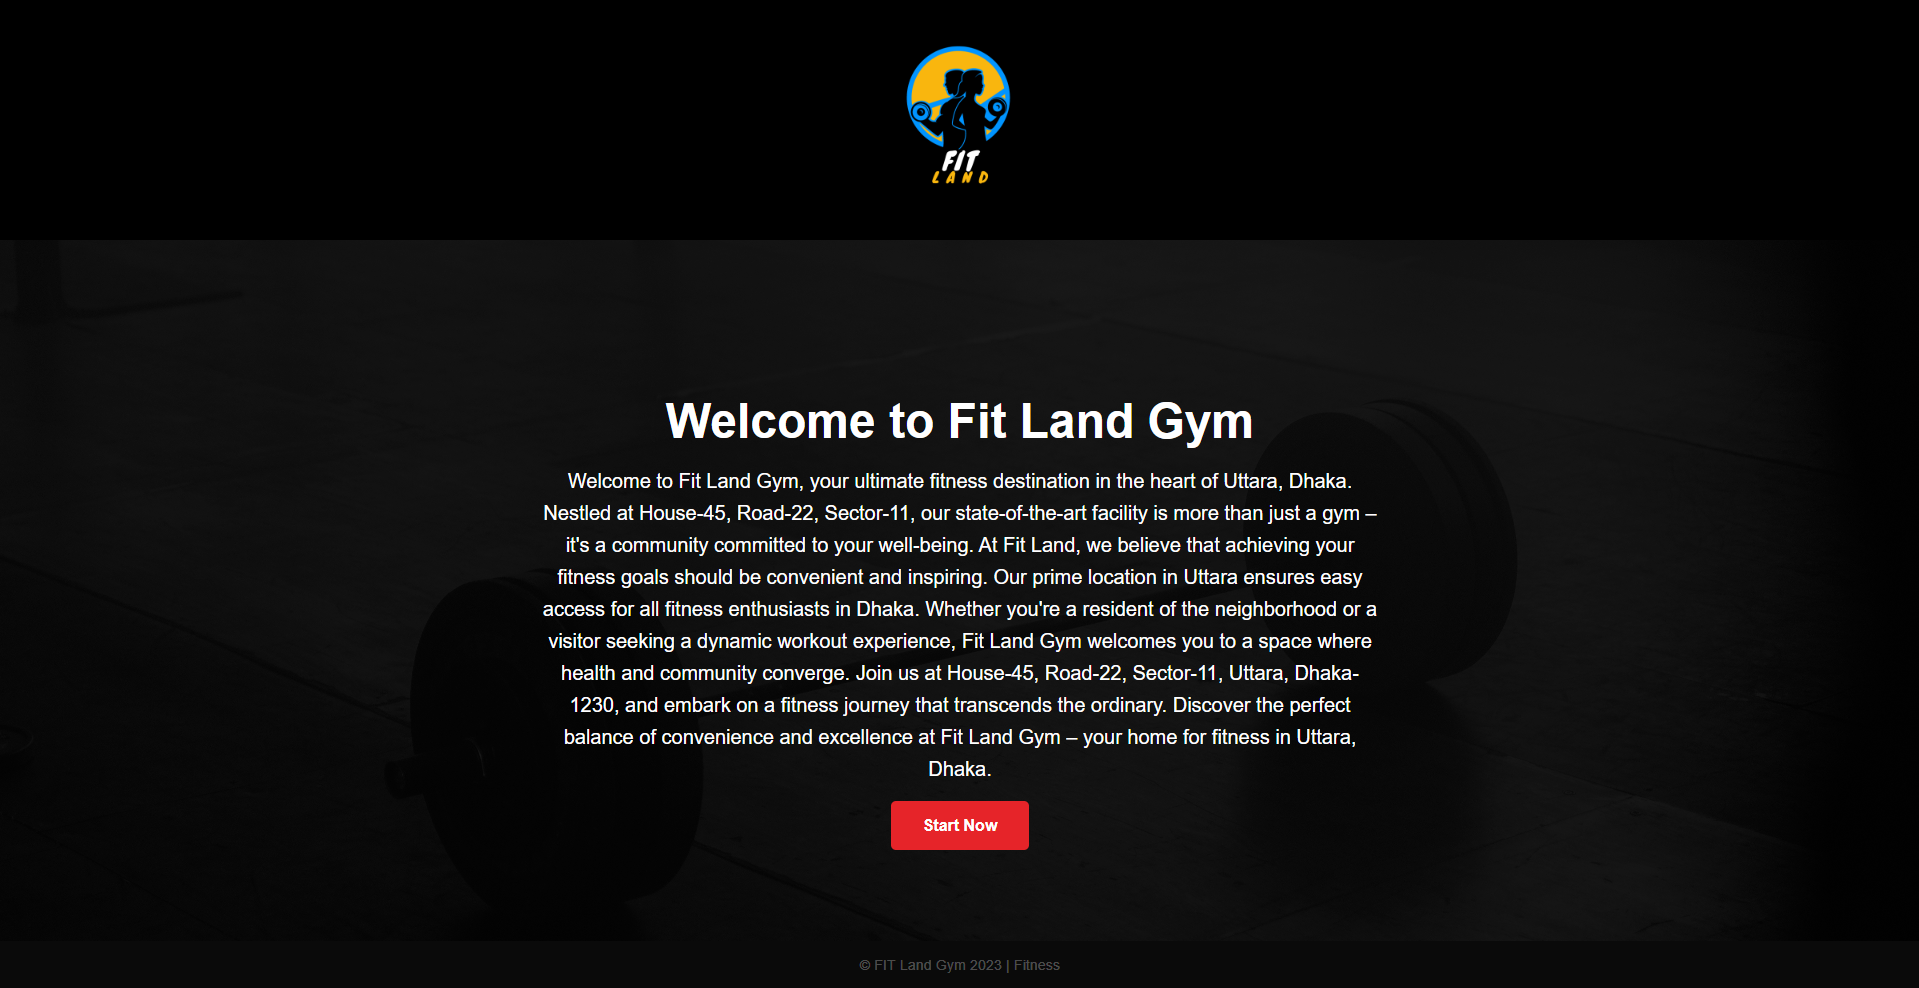 FIT
LAND
Welcome to Fit Land Gym
Welcome to Fit Land Gym, your ultimate fitness destination in the heart of Uttara, Dhaka.
Nestled at House-45, Road-22, Sector-11, our state-of-the-art facility is more than just a gym –
it's a community committed to your well-being. At Fit Land, we believe that achieving your
fitness goals should be convenient and inspiring. Our prime location in Uttara ensures easy
access for all fitness enthusiasts in Dhaka. Whether you're a resident of the neighborhood or a
visitor seeking a dynamic workout experience, Fit Land Gym welcomes you to a space where
health and community converge. Join us at House-45, Road-22, Sector-11, Uttara, Dhaka-
1230, and embark on a fitness journey that transcends the ordinary. Discover the perfect
balance of convenience and excellence at Fit Land Gym – your home for fitness in Uttara,
Dhaka.
Start Now
© FIT Land Gym 2023 | Fitness